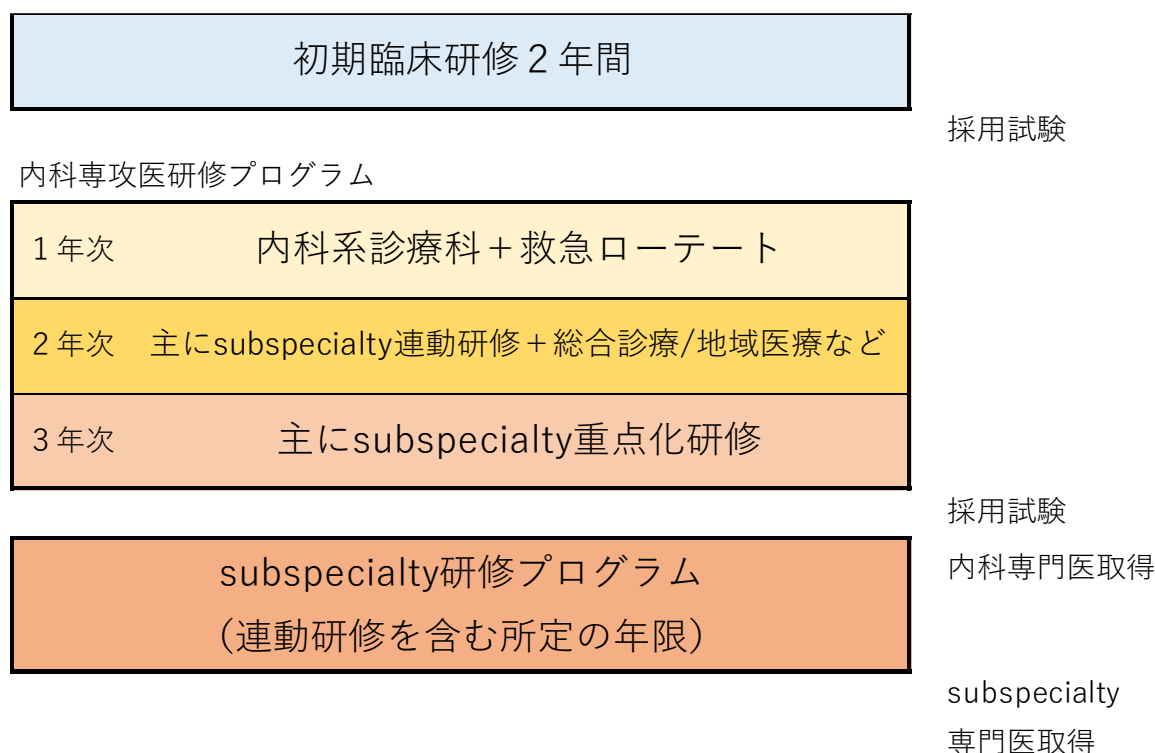 初期臨床研修２年間
採用試験
内科専攻医研修プログラム
１年次 内科系診療科＋救急ローテート
２年次 主にsubspecialty連動研修＋総合診療/地域医療など
３年次 主にsubspecialty重点化研修
採用試験
subspecialty研修プログラム
（連動研修を含む所定の年限）
内科専門医取得
subspecialty
専門医取得